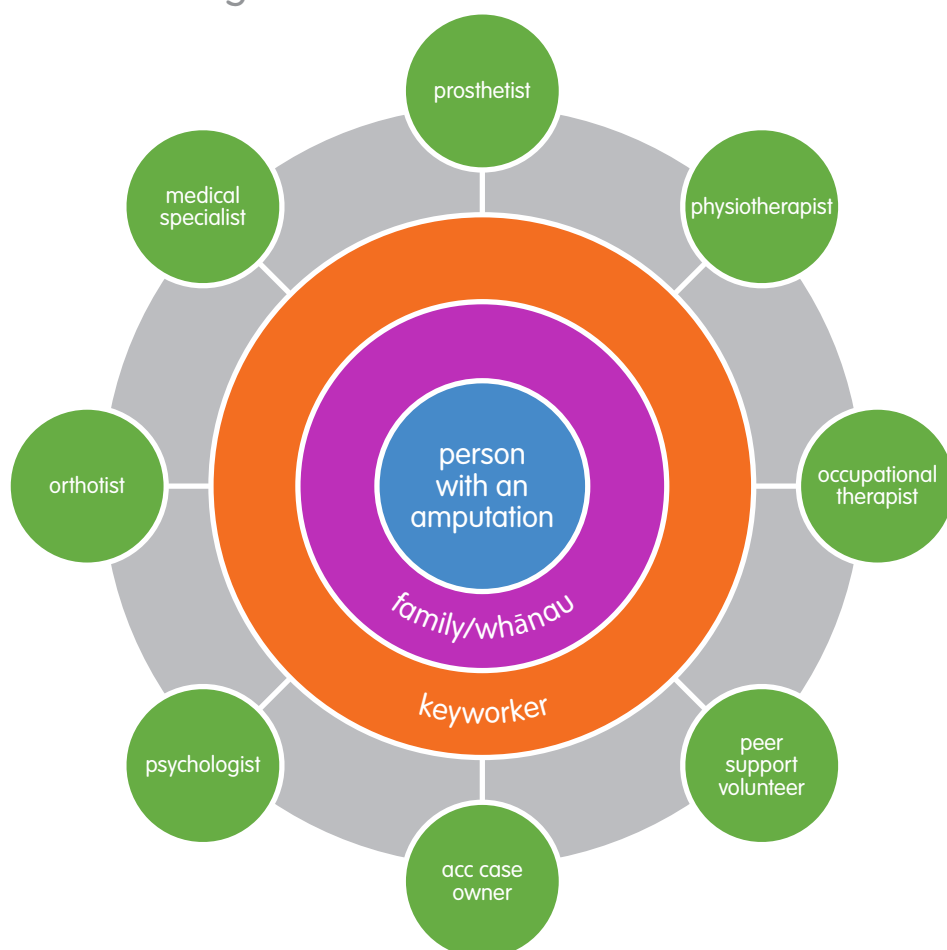 prosthetist
medical
specialist
physiotherapist
orthotist
person
with an
amputation
occupational
therapist
family/whānau
keyworker
psychologist
peer
support
volunteer
acc case
owner